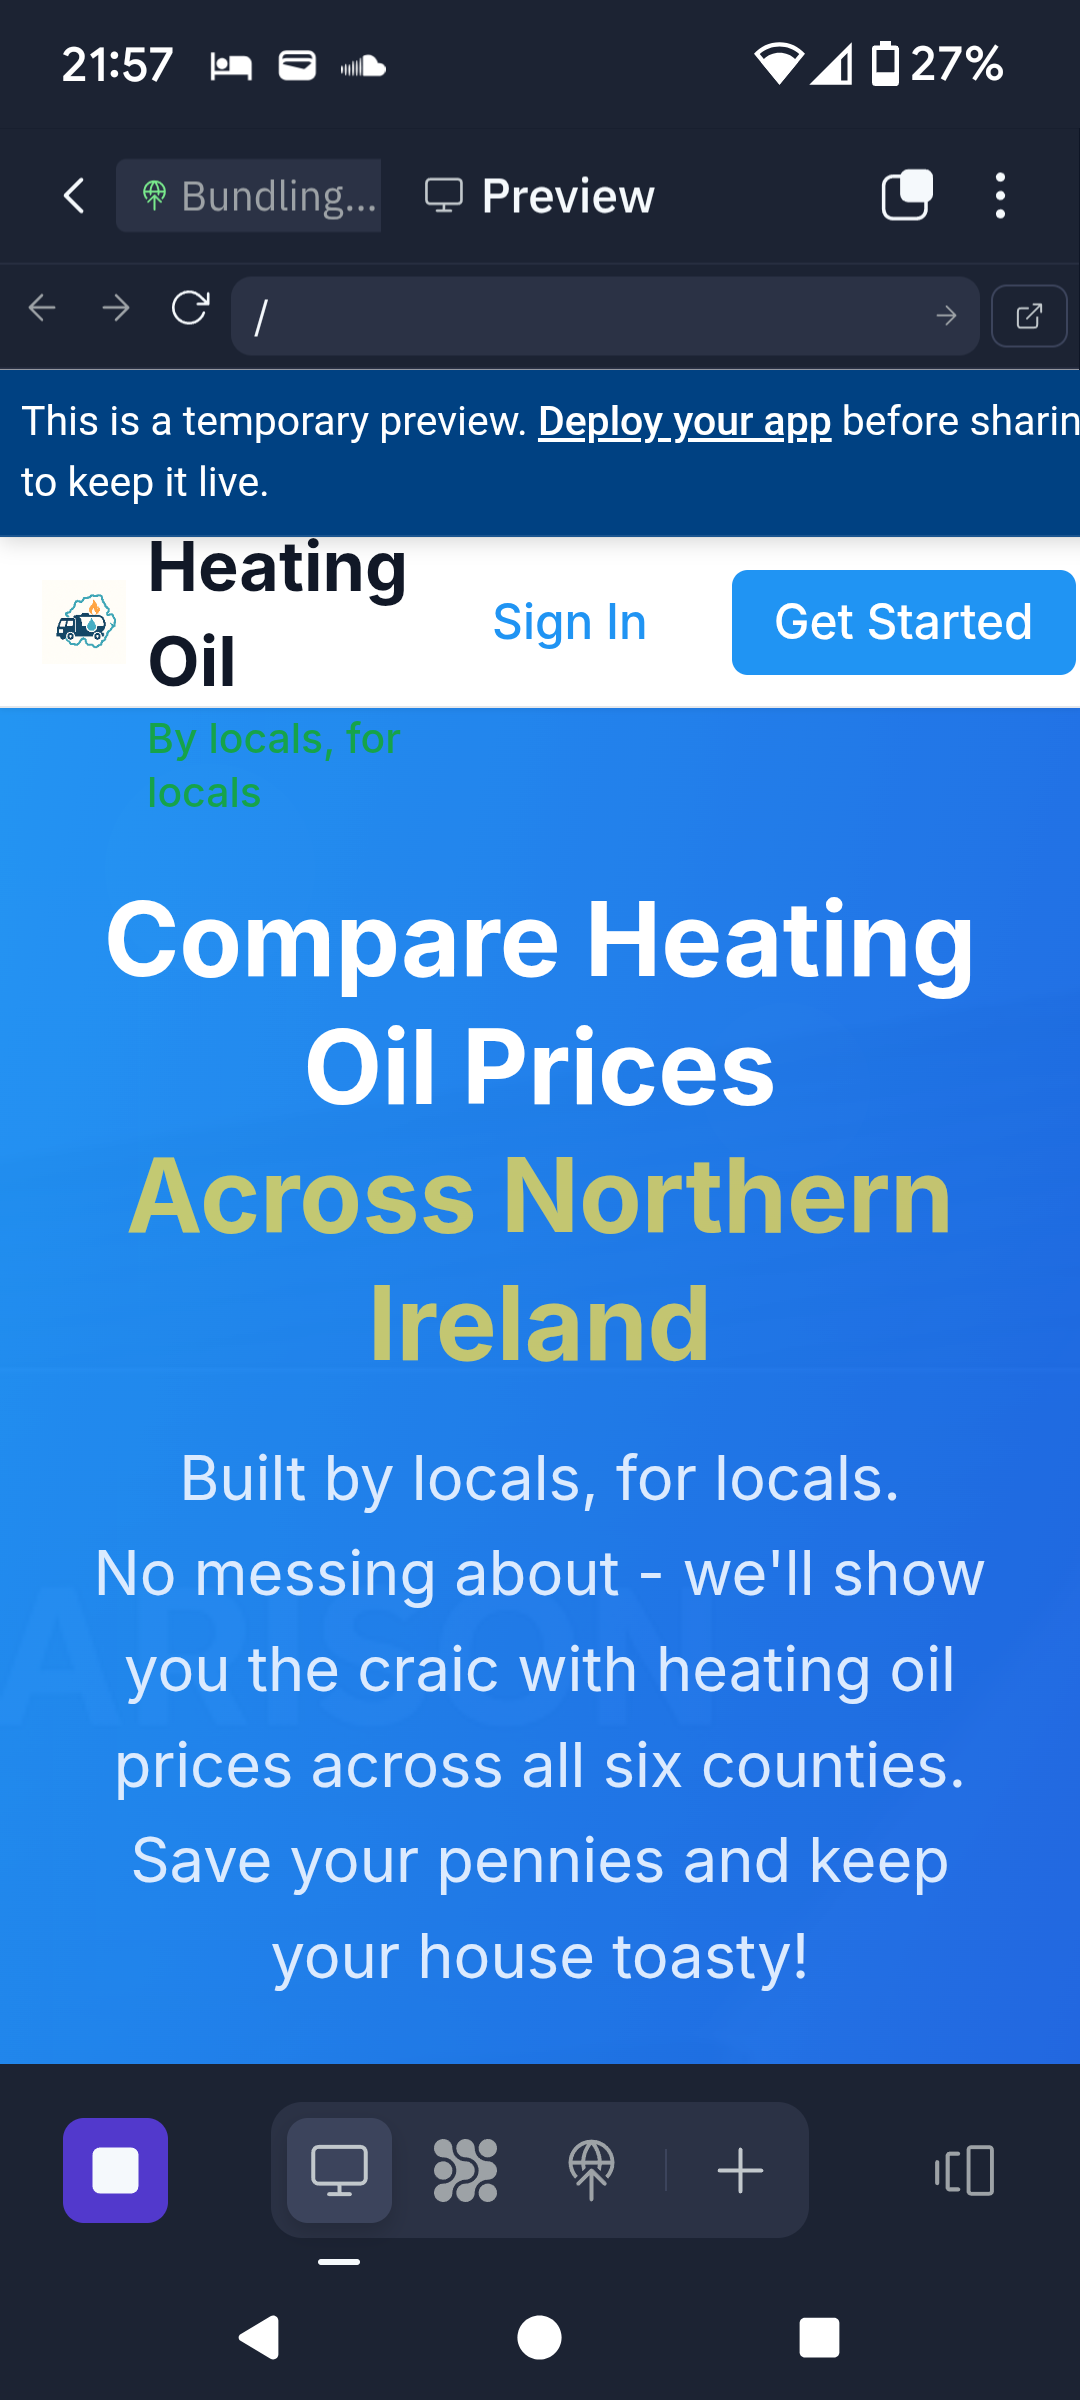 21:57 27%
Bundling... Preview
/
This is a temporary preview. Deploy your app before sharin
to keep it live.
Heating
Oil
Sign In Get Started
By locals, for
locals
Compare Heating
Oil Prices
Across Northern
Ireland
Built by locals, for locals.
No messing about - we'll show
ARISON
you the craic with heating oil
prices across all six counties.
Save your pennies and keep
your house toasty!